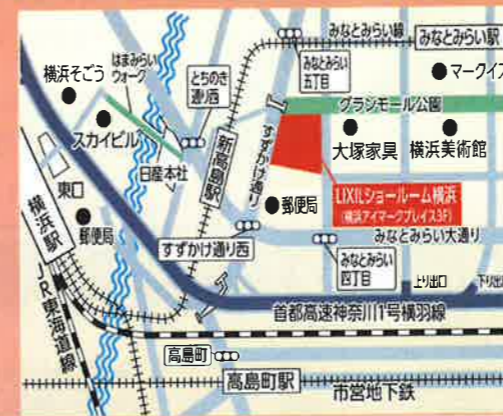 みなとみらい線
みなとみらい駅
みなとみらい
五丁目
マークイズ
横浜そごう
はまみらい
ウォーク
とちのき
通り西
グランモール公園
スカイビル
日産本社
新高島駅
すずかけ通り
大塚家具
横浜美術館
LIXILショールーム横浜
(横浜アイマークプレイス3F)
東口
郵便局
横浜駅
郵便局
すずかけ通り西
みなとみらい大通り
みなとみらい
四丁目
上り出口
下り出口
首都高速神奈川1号横羽線
JR東海道線
高島町
高島町駅
市営地下鉄